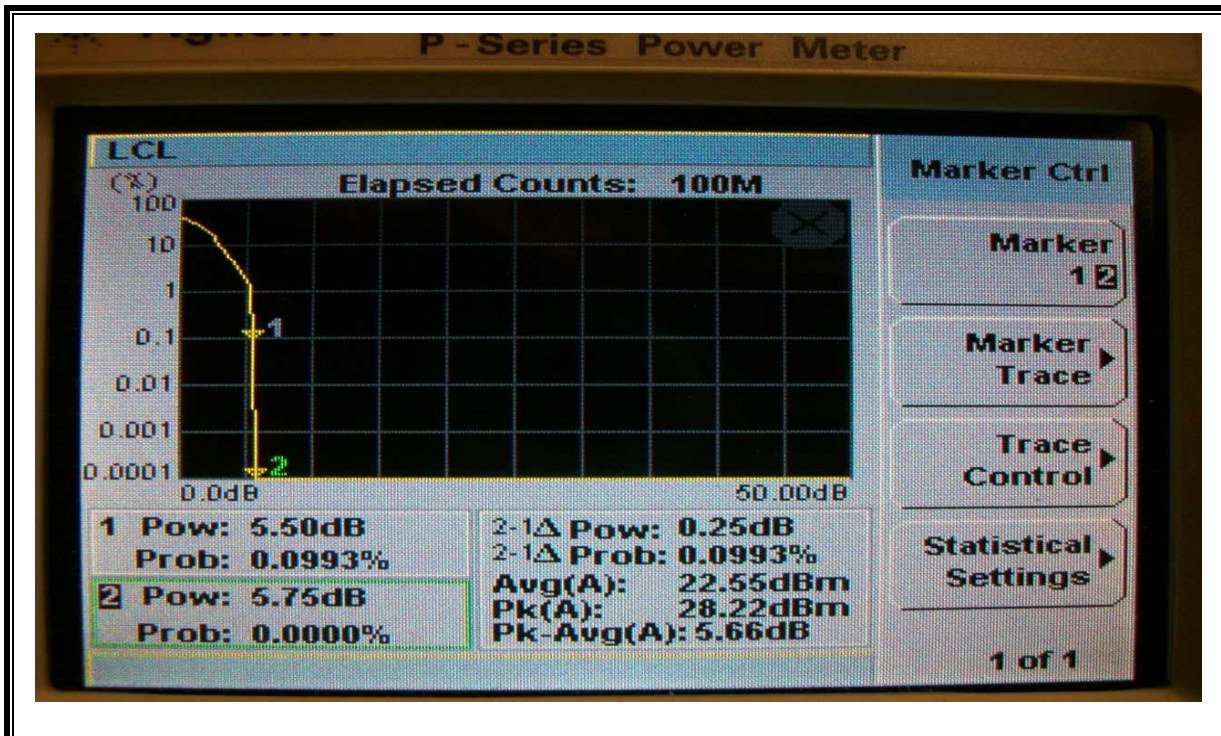 Agilent
P-Series Power Meter
LCL
(%)
Elapsed Counts: 100M
100
10
1
0.1
0.01
0.001
0.0001
1
2
0.0dB
50.00dB
1 Pow: 5.50dB
Prob: 0.0993%
2 Pow: 5.75dB
Prob: 0.0000%
2-1Δ Pow: 0.25dB
2-1Δ Prob: 0.0993%
Avg(A): 22.55dBm
Pk(A): 28.22dBm
Pk-Avg(A): 5.66dB
Marker Ctrl
Marker
1 2
Marker
Trace
Trace
Control
Statistical
Settings
1 of 1